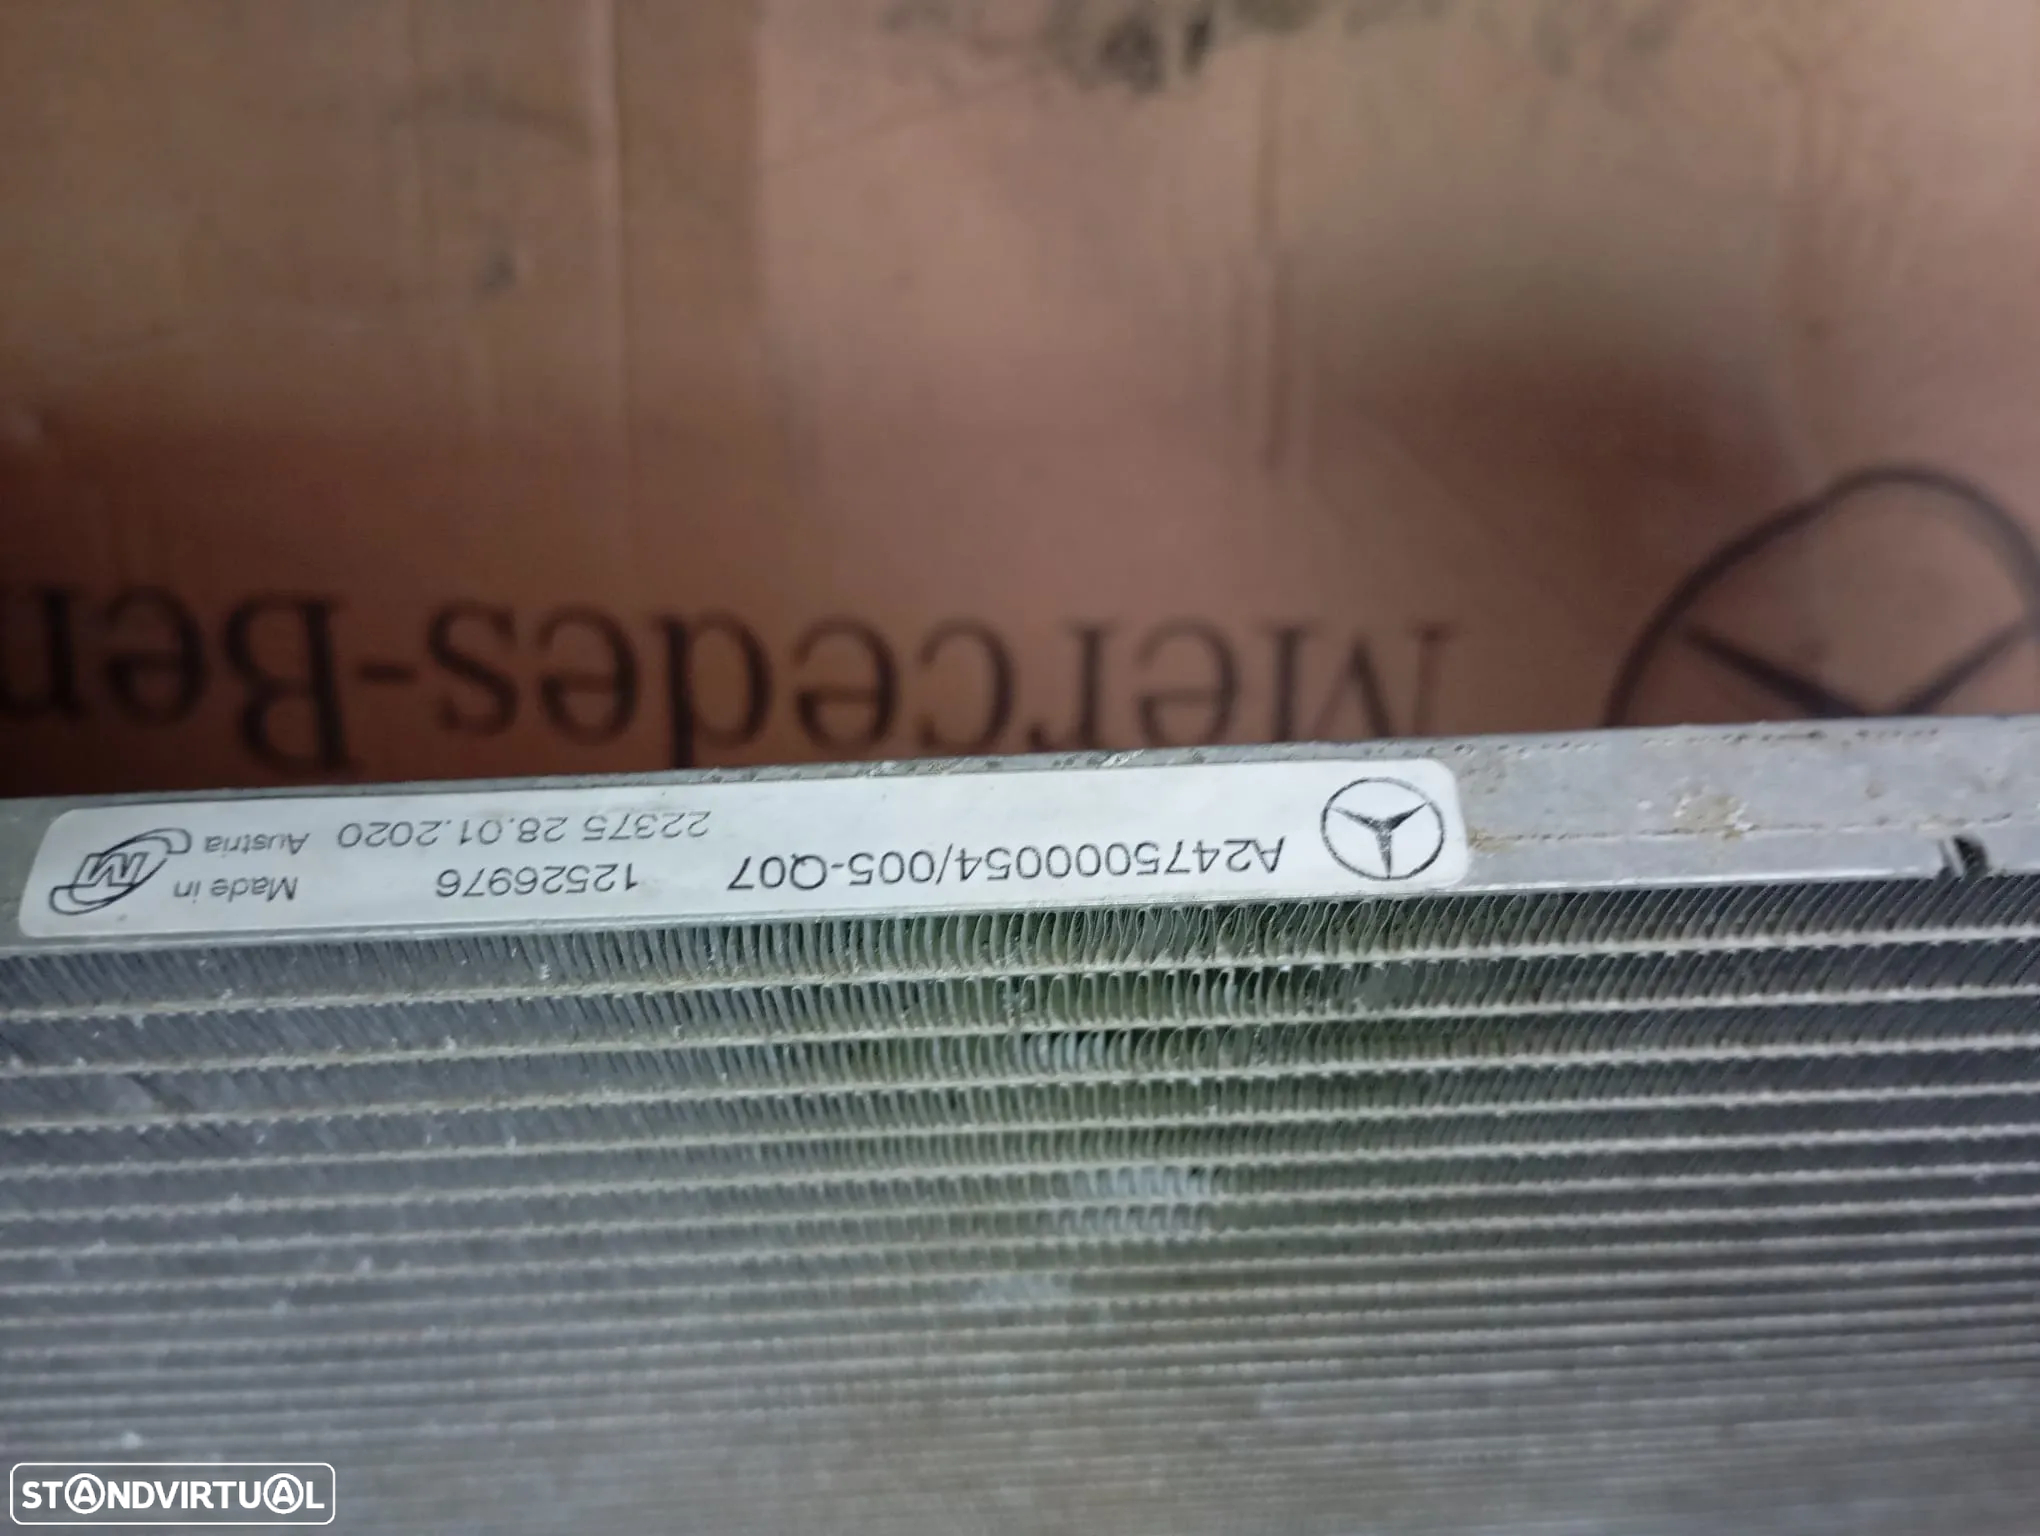 Mercedes-Ben
A2475000054/005-Q07
12526976
22375 28.01.2020
Made in
Austria
STANDVIRTUAL